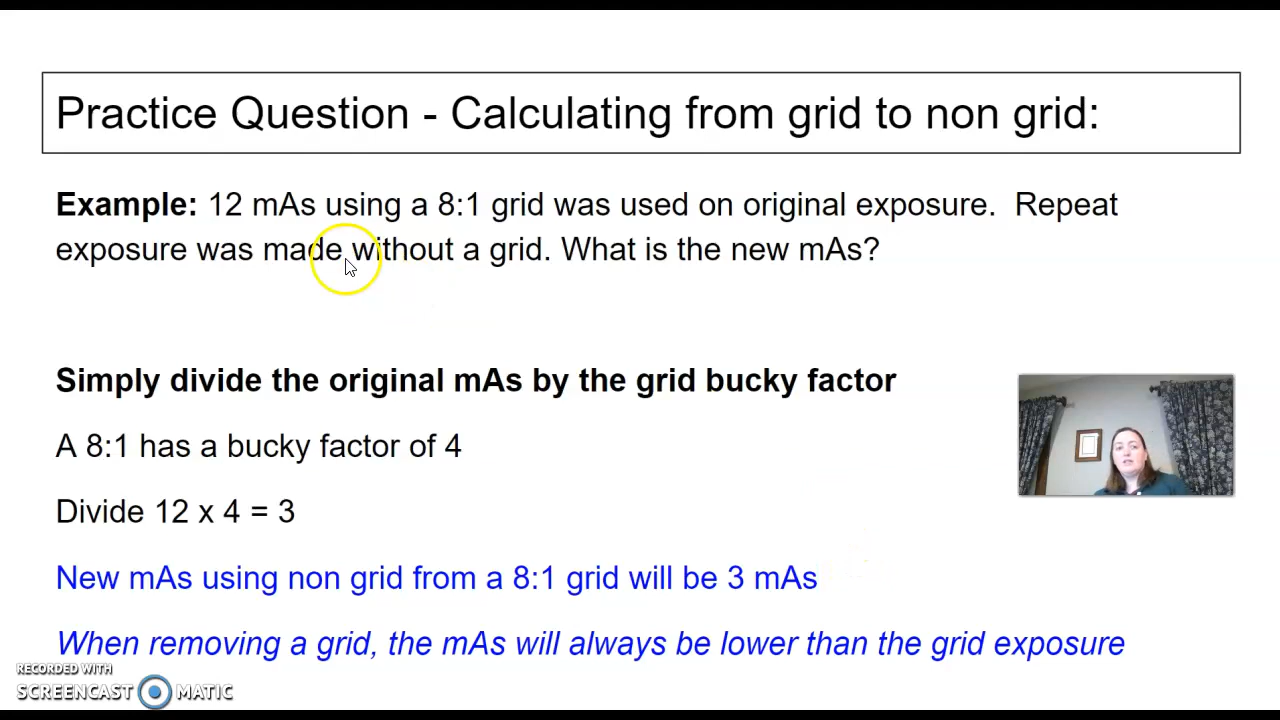 Practice Question - Calculating from grid to non grid:
Example: 12 mAs using a 8:1 grid was used on original exposure. Repeat
exposure was made without a grid. What is the new mAs?
Simply divide the original mAs by the grid bucky factor
A 8:1 has a bucky factor of 4
Divide 12 x 4 = 3
New mAs using non grid from a 8:1 grid will be 3 mAs
When removing a grid, the mAs will always be lower than the grid exposure
RECORDED WITH
SCREENCAST MATIC